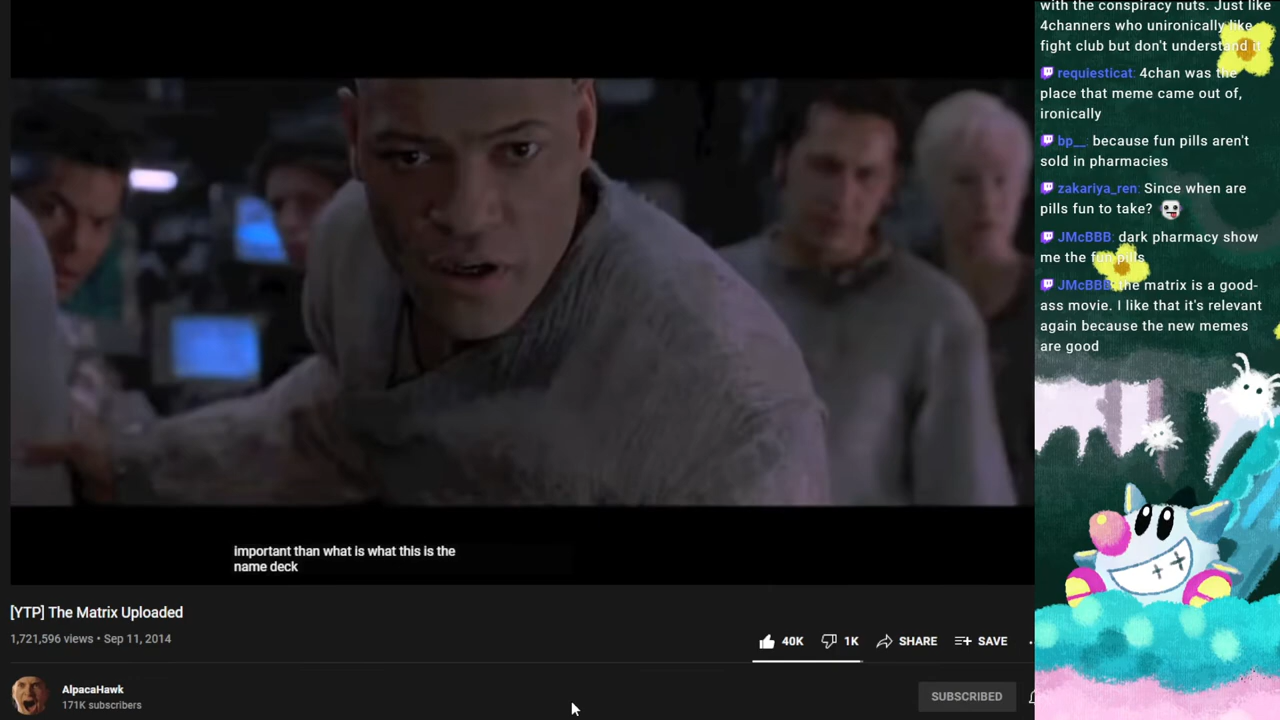 with the conspiracy nuts. Just like
4channers who unironically like
fight club but don't understand it
requiesticat: 4chan was the
place that meme came out of,
ironically
bp__: because fun pills aren't
sold in pharmacies
zakariya_ren: Since when are
pills fun to take?
JMcBBB: dark pharmacy show
me the fun pills
JMcBBB: the matrix is a good-
ass movie. I like that it's relevant
again because the new memes
are good
important than what is what this is the
name deck
[YTP] The Matrix Uploaded
1,721,596 views • Sep 11, 2014
40K
1K
SHARE
SAVE
AlpacaHawk
171K subscribers
SUBSCRIBED